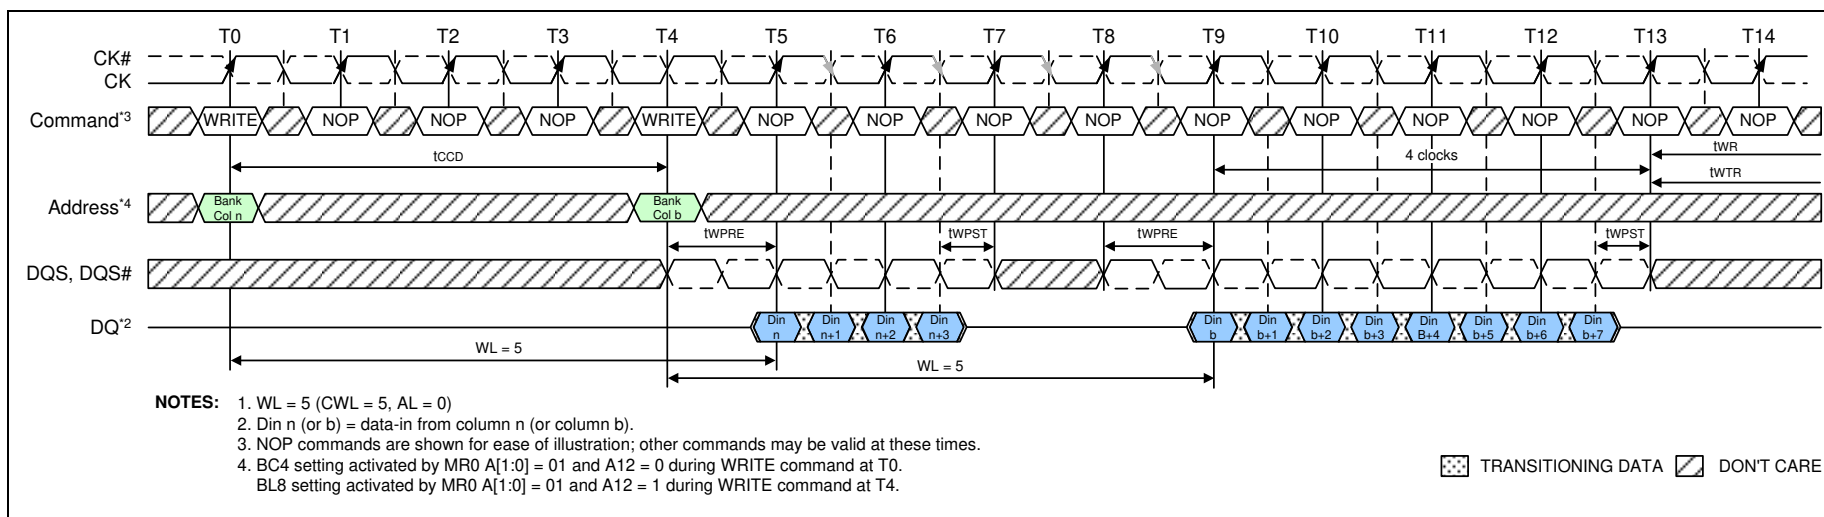 T0 T1 T2 T3 T4 T5 T6 T7 T8 T9 T10 T11 T12 T13 T14
CK#
CK
Command*3 WRITE NOP NOP NOP WRITE NOP NOP NOP NOP NOP NOP NOP NOP NOP NOP
tCCD 4 clocks tWR
tWTR
Address*4 Bank Col n Bank Col b
tWPRE tWPST tWPRE tWPST
DQS, DQS#
DQ*2 Din n Din n+1 Din n+2 Din n+3 Din b Din b+1 Din b+2 Din b+3 Din B+4 Din b+5 Din b+6 Din b+7
WL = 5
WL = 5
NOTES: 1. WL = 5 (CWL = 5, AL = 0)
2. Din n (or b) = data-in from column n (or column b).
3. NOP commands are shown for ease of illustration; other commands may be valid at these times.
4. BC4 setting activated by MR0 A[1:0] = 01 and A12 = 0 during WRITE command at T0.
BL8 setting activated by MR0 A[1:0] = 01 and A12 = 1 during WRITE command at T4.
TRANSITIONING DATA DON'T CARE